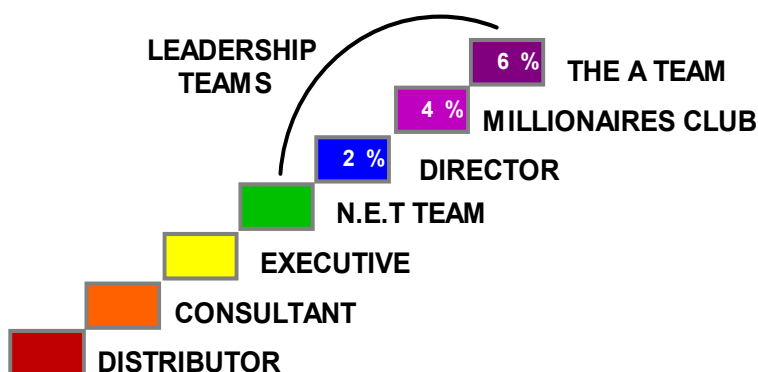 LEADERSHIP
TEAMS
6 %
THE A TEAM
4 %
MILLIONAIRES CLUB
2 %
DIRECTOR
N.E.T TEAM
EXECUTIVE
CONSULTANT
DISTRIBUTOR